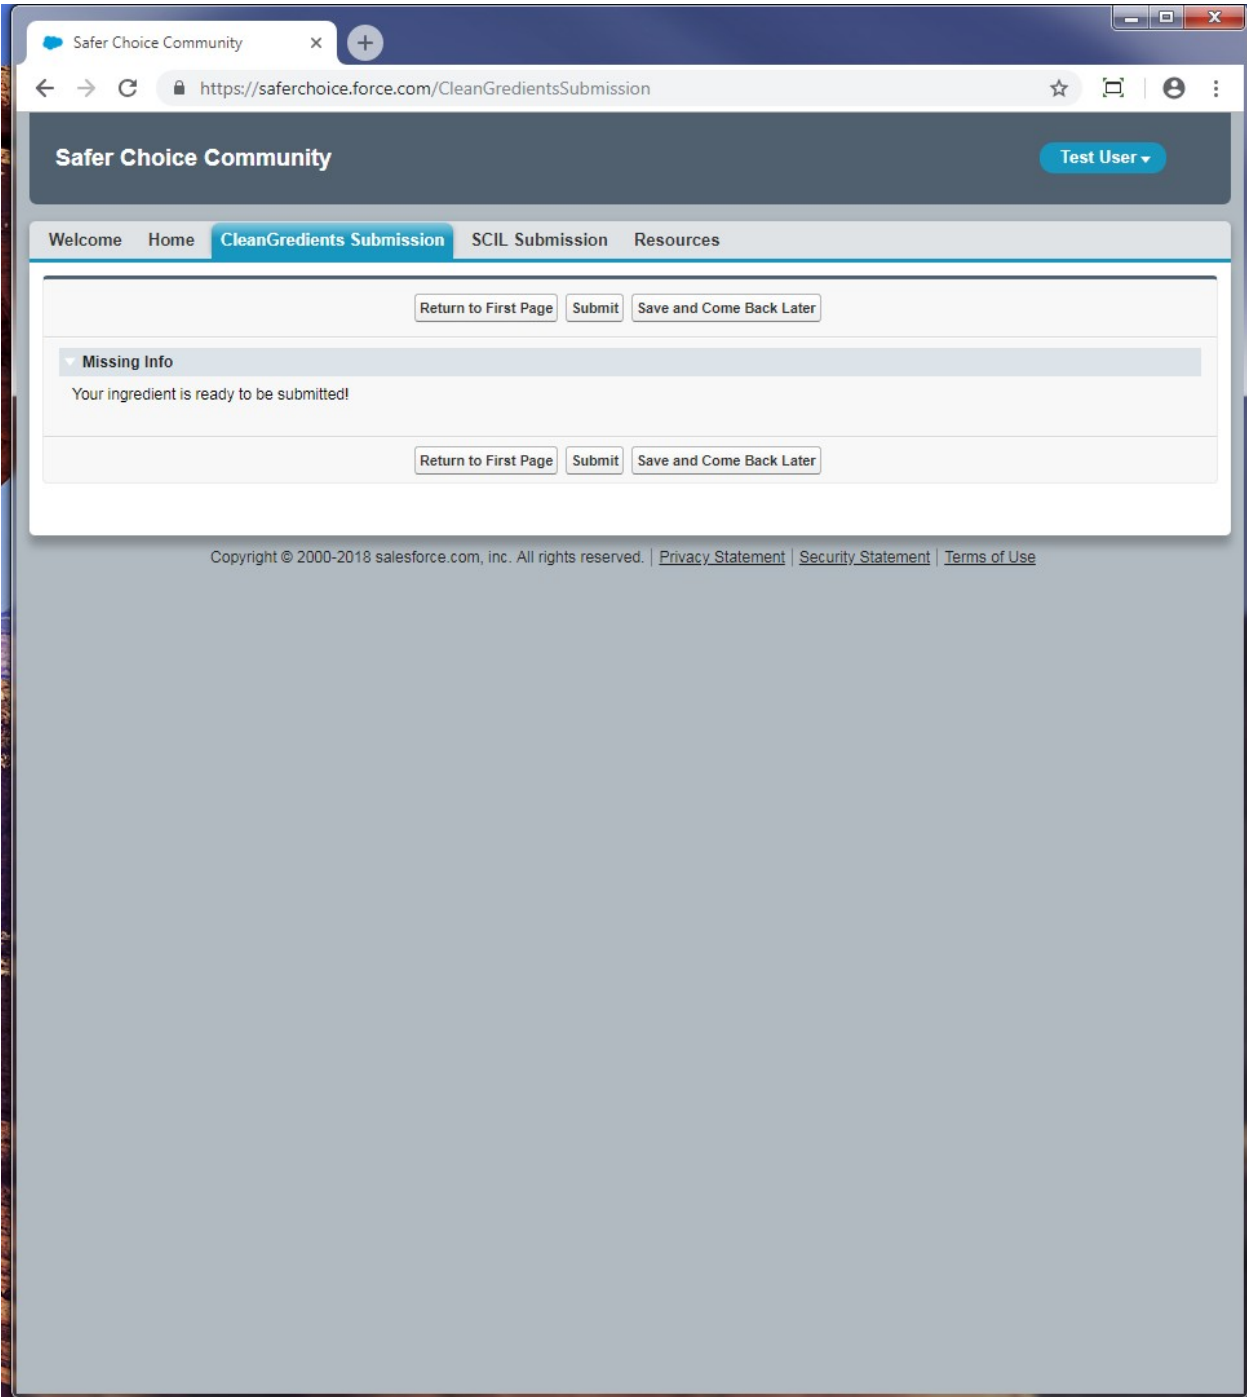 Safer Choice Community
https://saferchoice.force.com/CleanGredientsSubmission
Safer Choice Community
Test User
Welcome Home CleanGredients Submission SCIL Submission Resources
Return to First Page Submit Save and Come Back Later
Missing Info
Your ingredient is ready to be submitted!
Return to First Page Submit Save and Come Back Later
Copyright © 2000-2018 salesforce.com, inc. All rights reserved. | Privacy Statement | Security Statement | Terms of Use